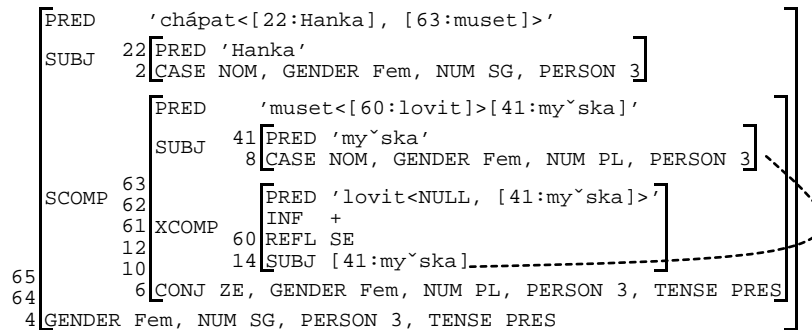 PRED 'chápat<[22:Hanka], [63:muset]>'
SUBJ 22 PRED 'Hanka'
2 CASE NOM, GENDER Fem, NUM SG, PERSON 3
PRED 'muset<[60:lovit]>[41:myˇska]'
SUBJ 41 PRED 'myˇska'
8 CASE NOM, GENDER Fem, NUM PL, PERSON 3
SCOMP 63
62
61
12
10
XCOMP PRED 'lovit<NULL, [41:myˇska]>'
INF +
60 REFL SE
14 SUBJ [41:myˇska]
6 CONJ ZE, GENDER Fem, NUM PL, PERSON 3, TENSE PRES
65
64
4 GENDER Fem, NUM SG, PERSON 3, TENSE PRES